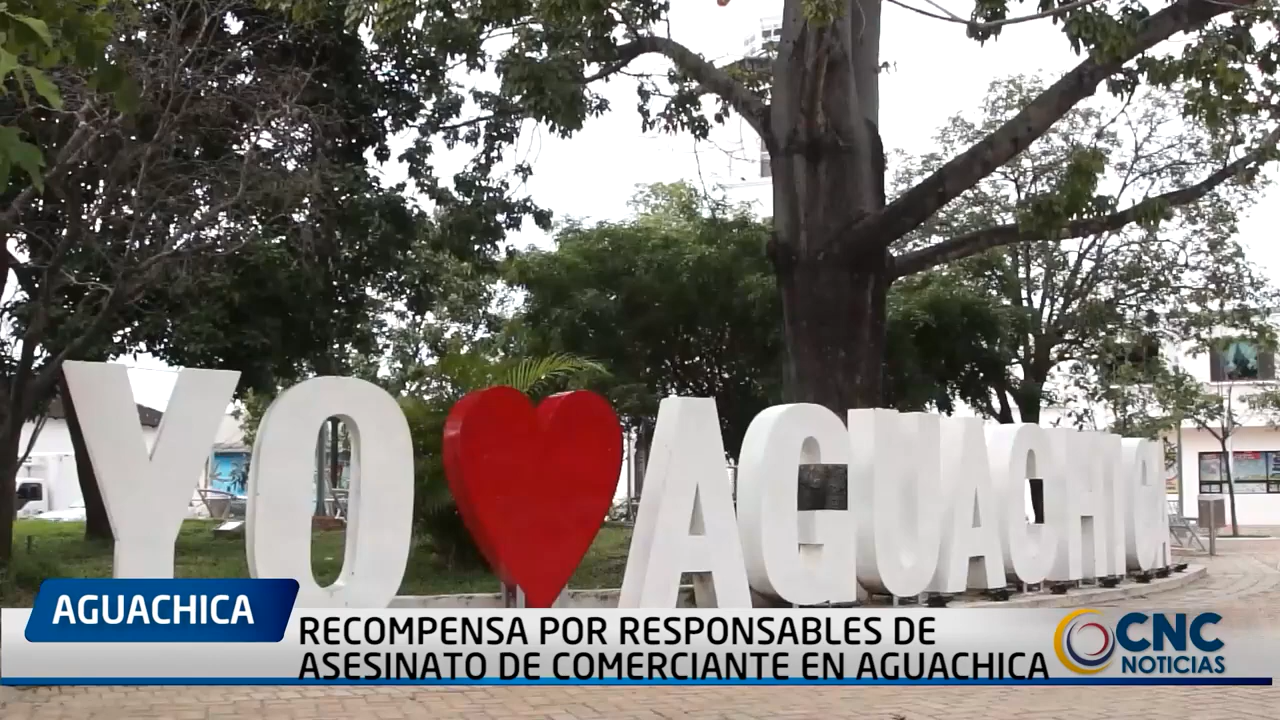 YO AGUACHICA
AGUACHICA
RECOMPENSA POR RESPONSABLES DE
ASESINATO DE COMERCIANTE EN AGUACHICA
CNC
NOTICIAS